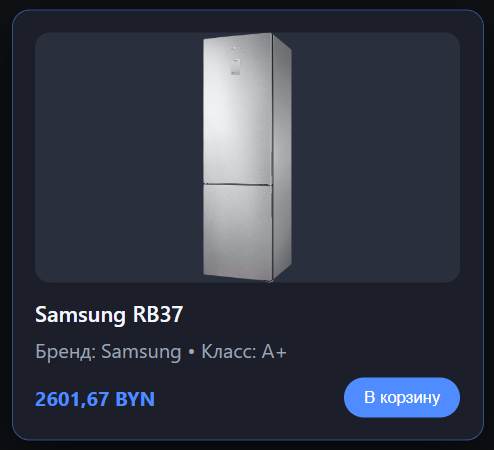 Samsung RB37
Бренд: Samsung • Класс: A+
2601,67 BYN
В корзину